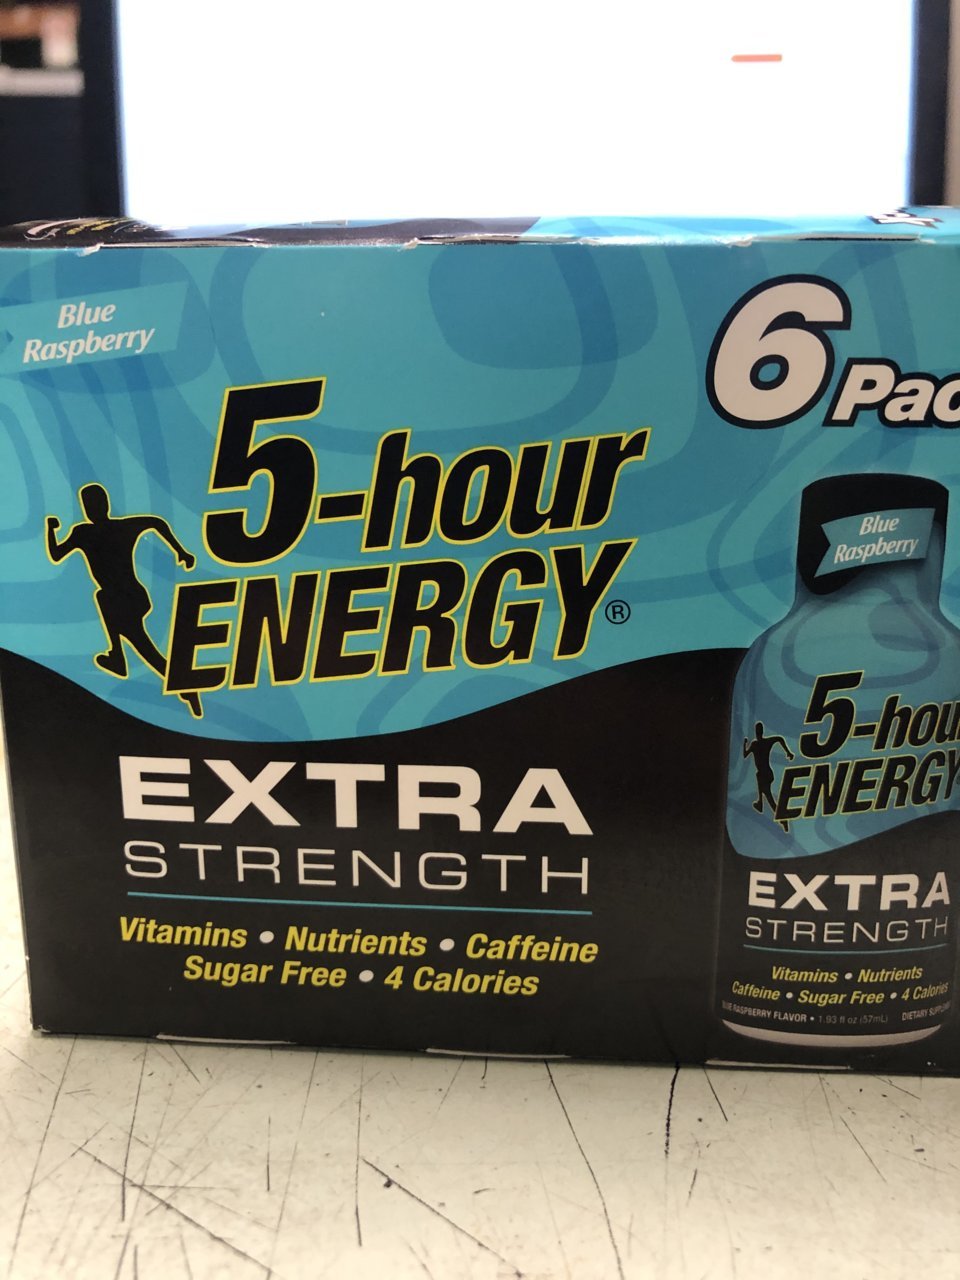 Blue
Raspberry
6 Pac
5-hour
ENERGY®
EXTRA
STRENGTH
Vitamins • Nutrients • Caffeine
Sugar Free • 4 Calories
Blue
Raspberry
5-hou
ENERGY
EXTRA
STRENGTH
Vitamins • Nutrients
Caffeine • Sugar Free • 4 Calories
BLUE RASPBERRY FLAVOR • 1.93 fl oz (57mL) DIETARY SUPPLEM